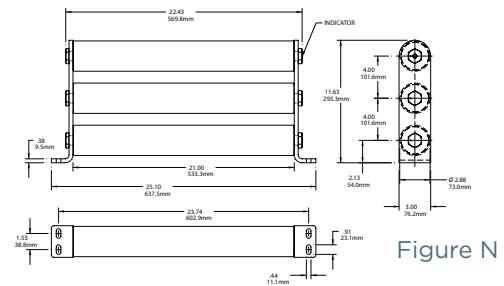 22.43
569.8mm
INDICATOR
11.63
295.3mm
4.00
101.6mm
4.00
101.6mm
.38
9.5mm
21.00
533.3mm
25.10
637.5mm
2.13
54.0mm
Ø 2.88
73.0mm
3.00
76.2mm
23.74
602.9mm
1.53
38.8mm
.91
23.1mm
.44
11.1mm
Figure N